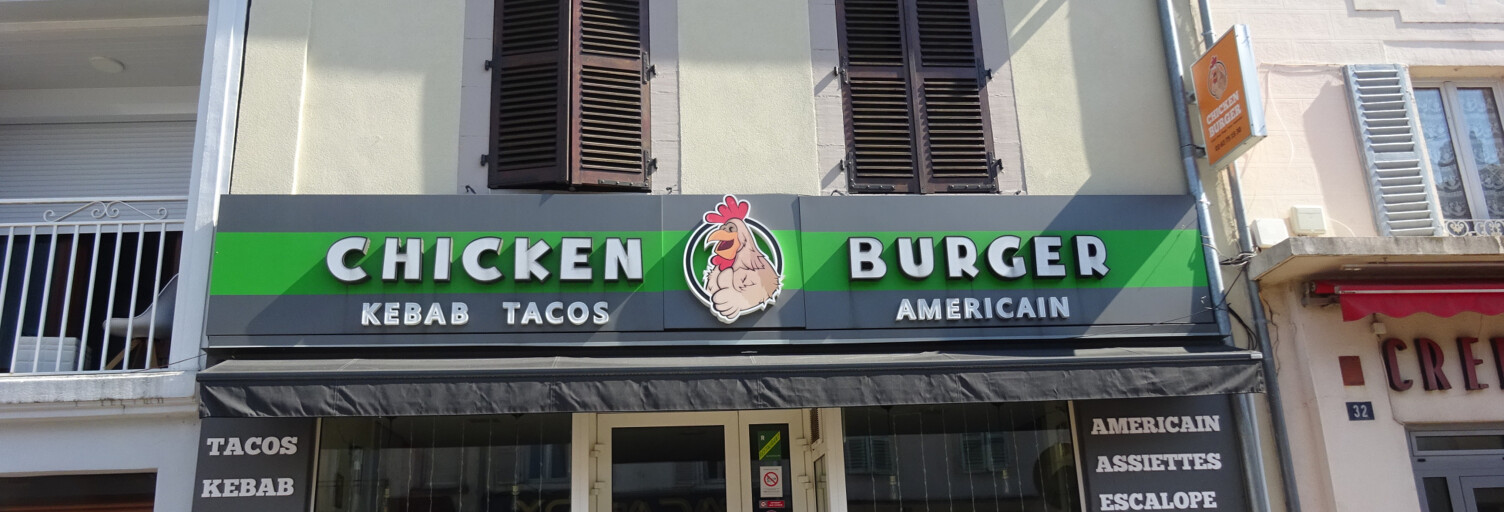 CHICKEN BURGER
KEBAB TACOS AMERICAIN
CHICKEN
BURGER
TACOS
KEBAB
AMERICAIN
ASSIETTES
ESCALOPE
32